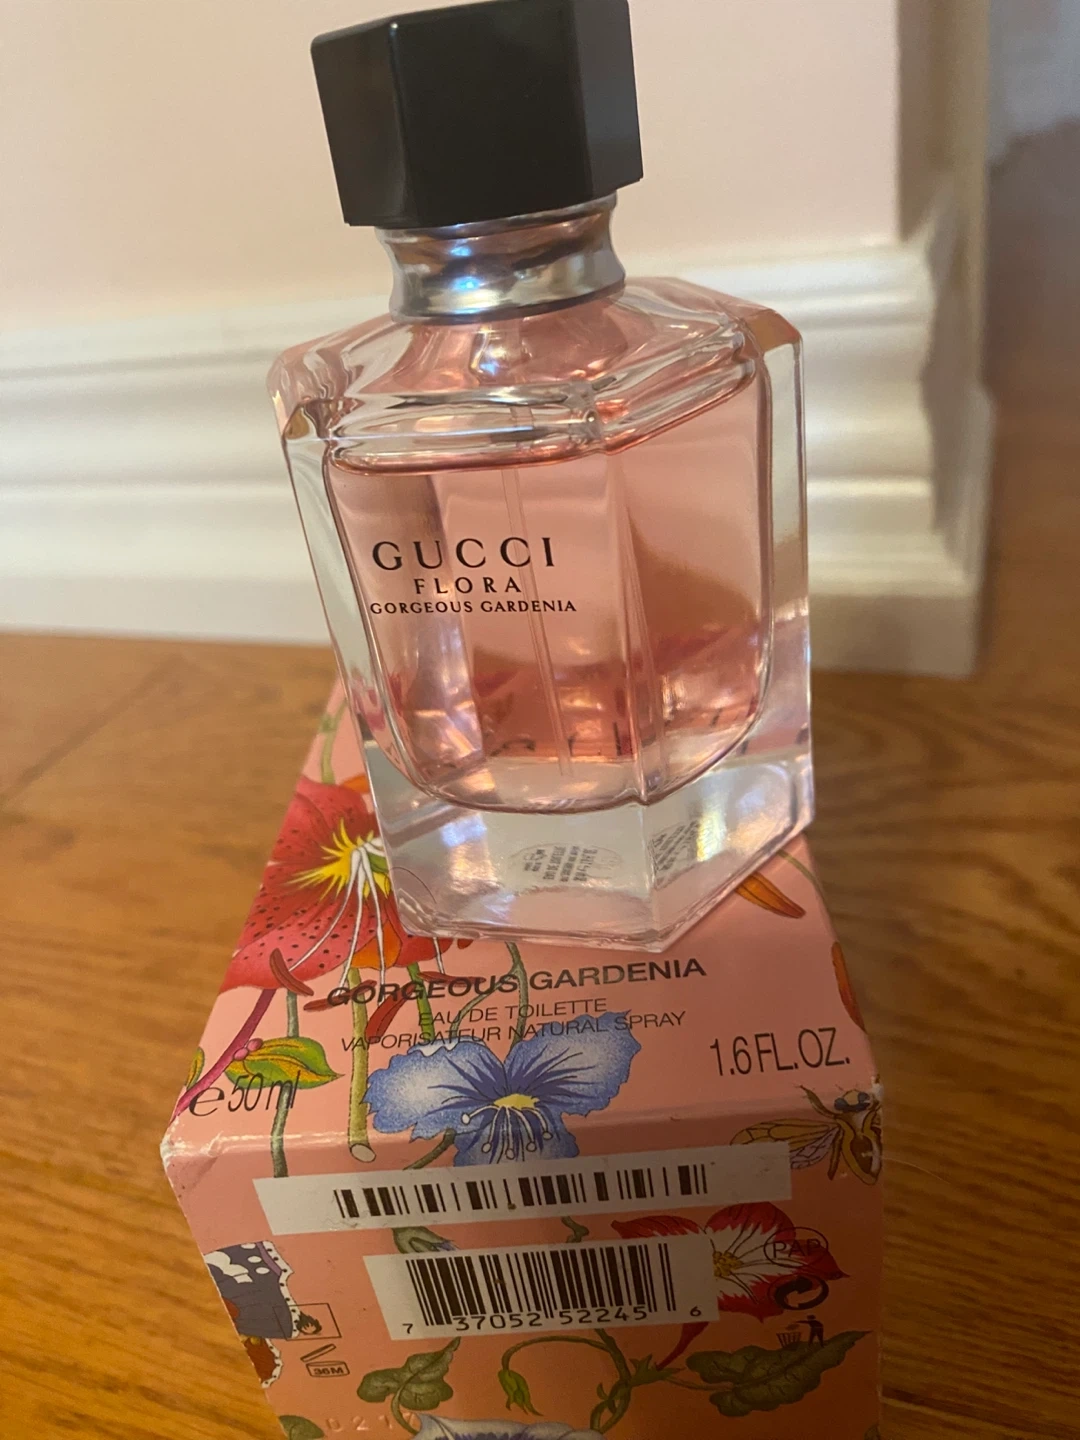 GUCCI
FLORA
GORGEOUS GARDENIA
GORGEOUS GARDENIA
EAU DE TOILETTE
VAPORISATEUR NATURAL SPRAY
1.6 FL.OZ.
e 50 ml
7 37052 52245 6
PAP
36M